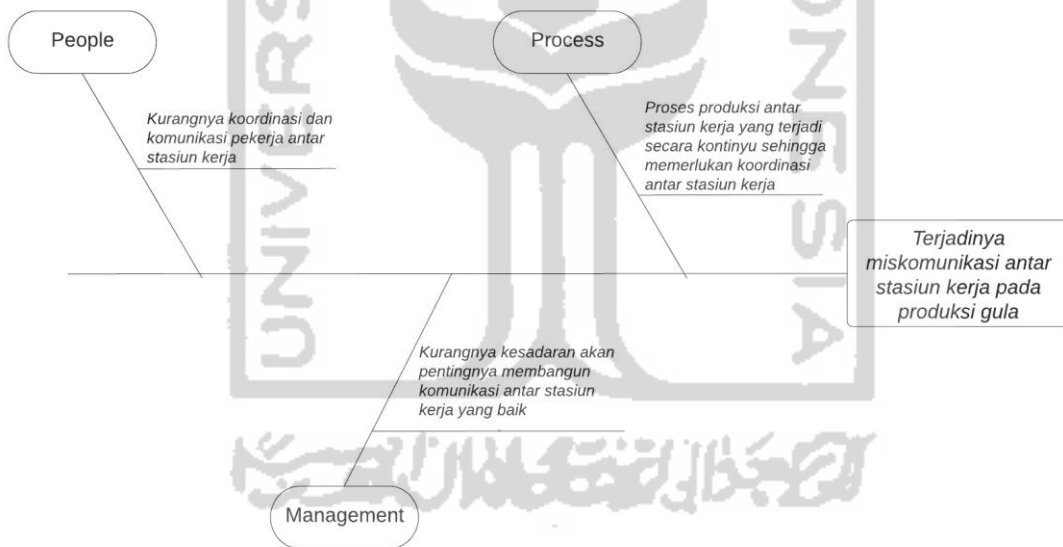 People
Process
Kurangnya koordinasi dan
komunikasi pekerja antar
stasiun kerja
Proses produksi antar
stasiun kerja yang terjadi
secara kontinyu sehingga
memerlukan koordinasi
antar stasiun kerja
Terjadinya
miskomunikasi antar
stasiun kerja pada
produksi gula
Kurangnya kesadaran akan
pentingnya membangun
komunikasi antar stasiun
kerja yang baik
Management